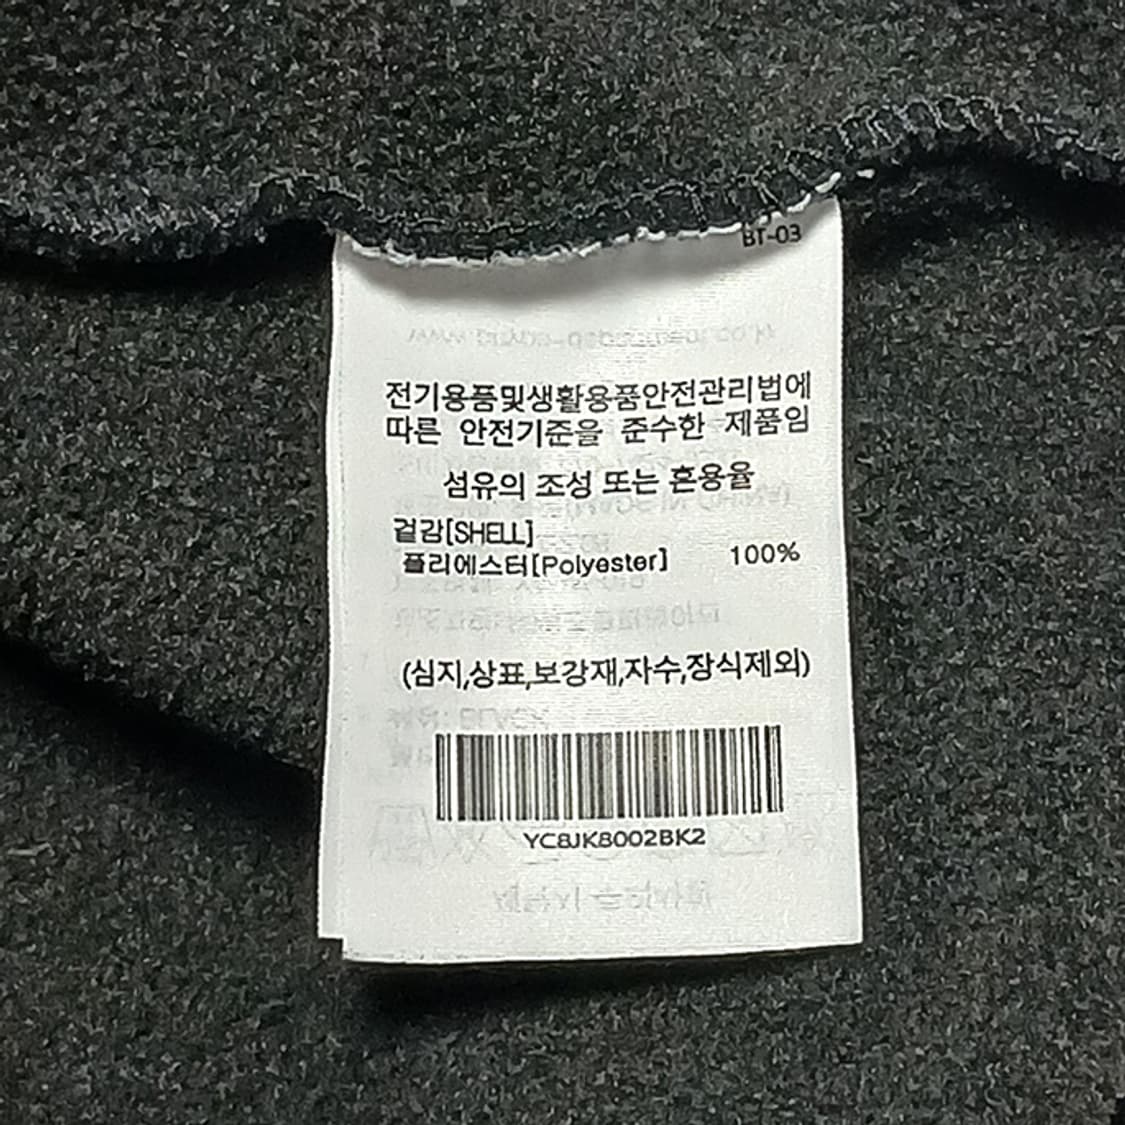 BT-03
전기용품및생활용품안전관리법에
따른 안전기준을 준수한 제품임
섬유의 조성 또는 혼용율
겉감[SHELL]
폴리에스터[Polyester] 100%
(심지,상표,보강재,자수,장식제외)
YC8JK8002BK2